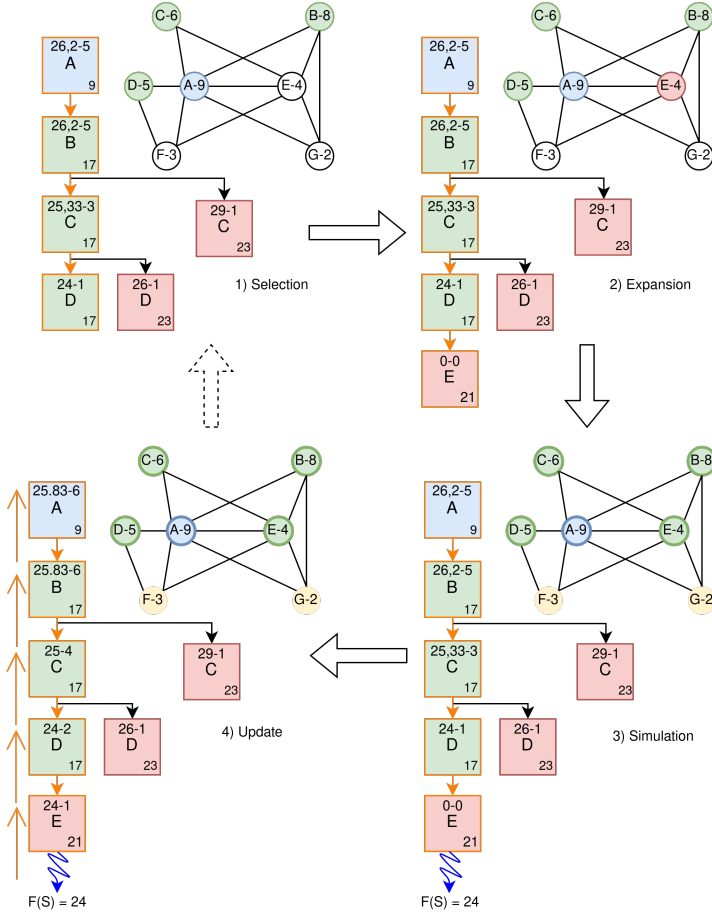 C-6
B-8
D-5
A-9
E-4
F-3
G-2
26,2-5
A
9
26,2-5
B
17
25,33-3
C
17
29-1
C
23
24-1
D
17
26-1
D
23
1) Selection
C-6
B-8
D-5
A-9
E-4
F-3
G-2
26,2-5
A
9
26,2-5
B
17
25,33-3
C
17
29-1
C
23
24-1
D
17
26-1
D
23
0-0
E
21
2) Expansion
C-6
B-8
D-5
A-9
E-4
F-3
G-2
25.83-6
A
9
25.83-6
B
17
25-4
C
17
29-1
C
23
24-2
D
17
26-1
D
23
24-1
E
21
4) Update
F(S) = 24
C-6
B-8
D-5
A-9
E-4
F-3
G-2
26,2-5
A
9
26,2-5
B
17
25,33-3
C
17
29-1
C
23
24-1
D
17
26-1
D
23
0-0
E
21
3) Simulation
F(S) = 24